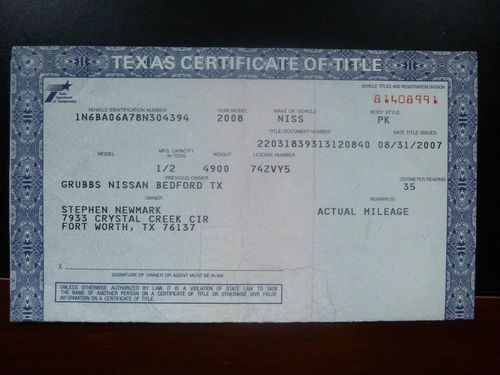 TEXAS CERTIFICATE OF TITLE
Texas Department of Transportation
VEHICLE TITLES AND REGISTRATION DIVISION
81408991
VEHICLE IDENTIFICATION NUMBER YEAR MODEL MAKE OF VEHICLE BODY STYLE
1N6BA06A78N304394 2008 NISS PK
TITLE/DOCUMENT NUMBER DATE TITLE ISSUED
22031839313120840 08/31/2007
MODEL MFG. CAPACITY IN TONS WEIGHT LICENSE NUMBER
1/2 4900 74ZVY5
PREVIOUS OWNER ODOMETER READING
GRUBBS NISSAN BEDFORD TX 35
OWNER REMARK(S)
STEPHEN NEWMARK ACTUAL MILEAGE
7933 CRYSTAL CREEK CIR
FORT WORTH, TX 76137
X
SIGNATURE OF OWNER OR AGENT MUST BE IN INK
UNLESS OTHERWISE AUTHORIZED BY LAW, IT IS A VIOLATION OF STATE LAW TO SIGN
THE NAME OF ANOTHER PERSON ON A CERTIFICATE OF TITLE OR OTHERWISE GIVE FALSE
INFORMATION ON A CERTIFICATE OF TITLE.